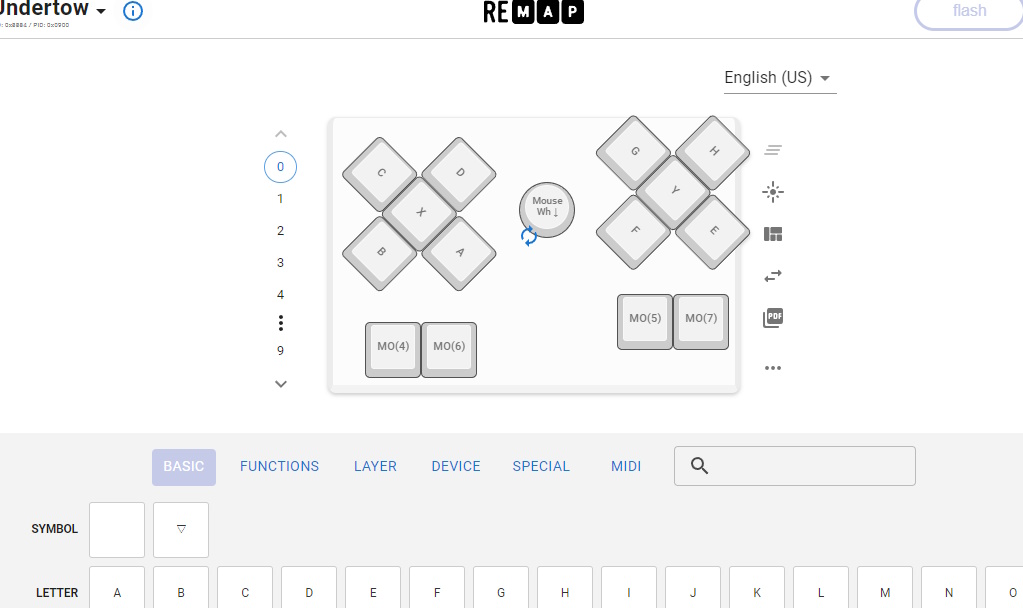 Undertow
REMAP
flash
: 0x8884 / PID: 0x0900
English (US)
0
1
2
3
4
9
C
D
X
B
A
Mouse
Wh ↓
G
H
Y
F
E
MO(4)
MO(6)
MO(5)
MO(7)
PDF
BASIC
FUNCTIONS
LAYER
DEVICE
SPECIAL
MIDI
SYMBOL
▽
LETTER
A
B
C
D
E
F
G
H
I
J
K
L
M
N
O